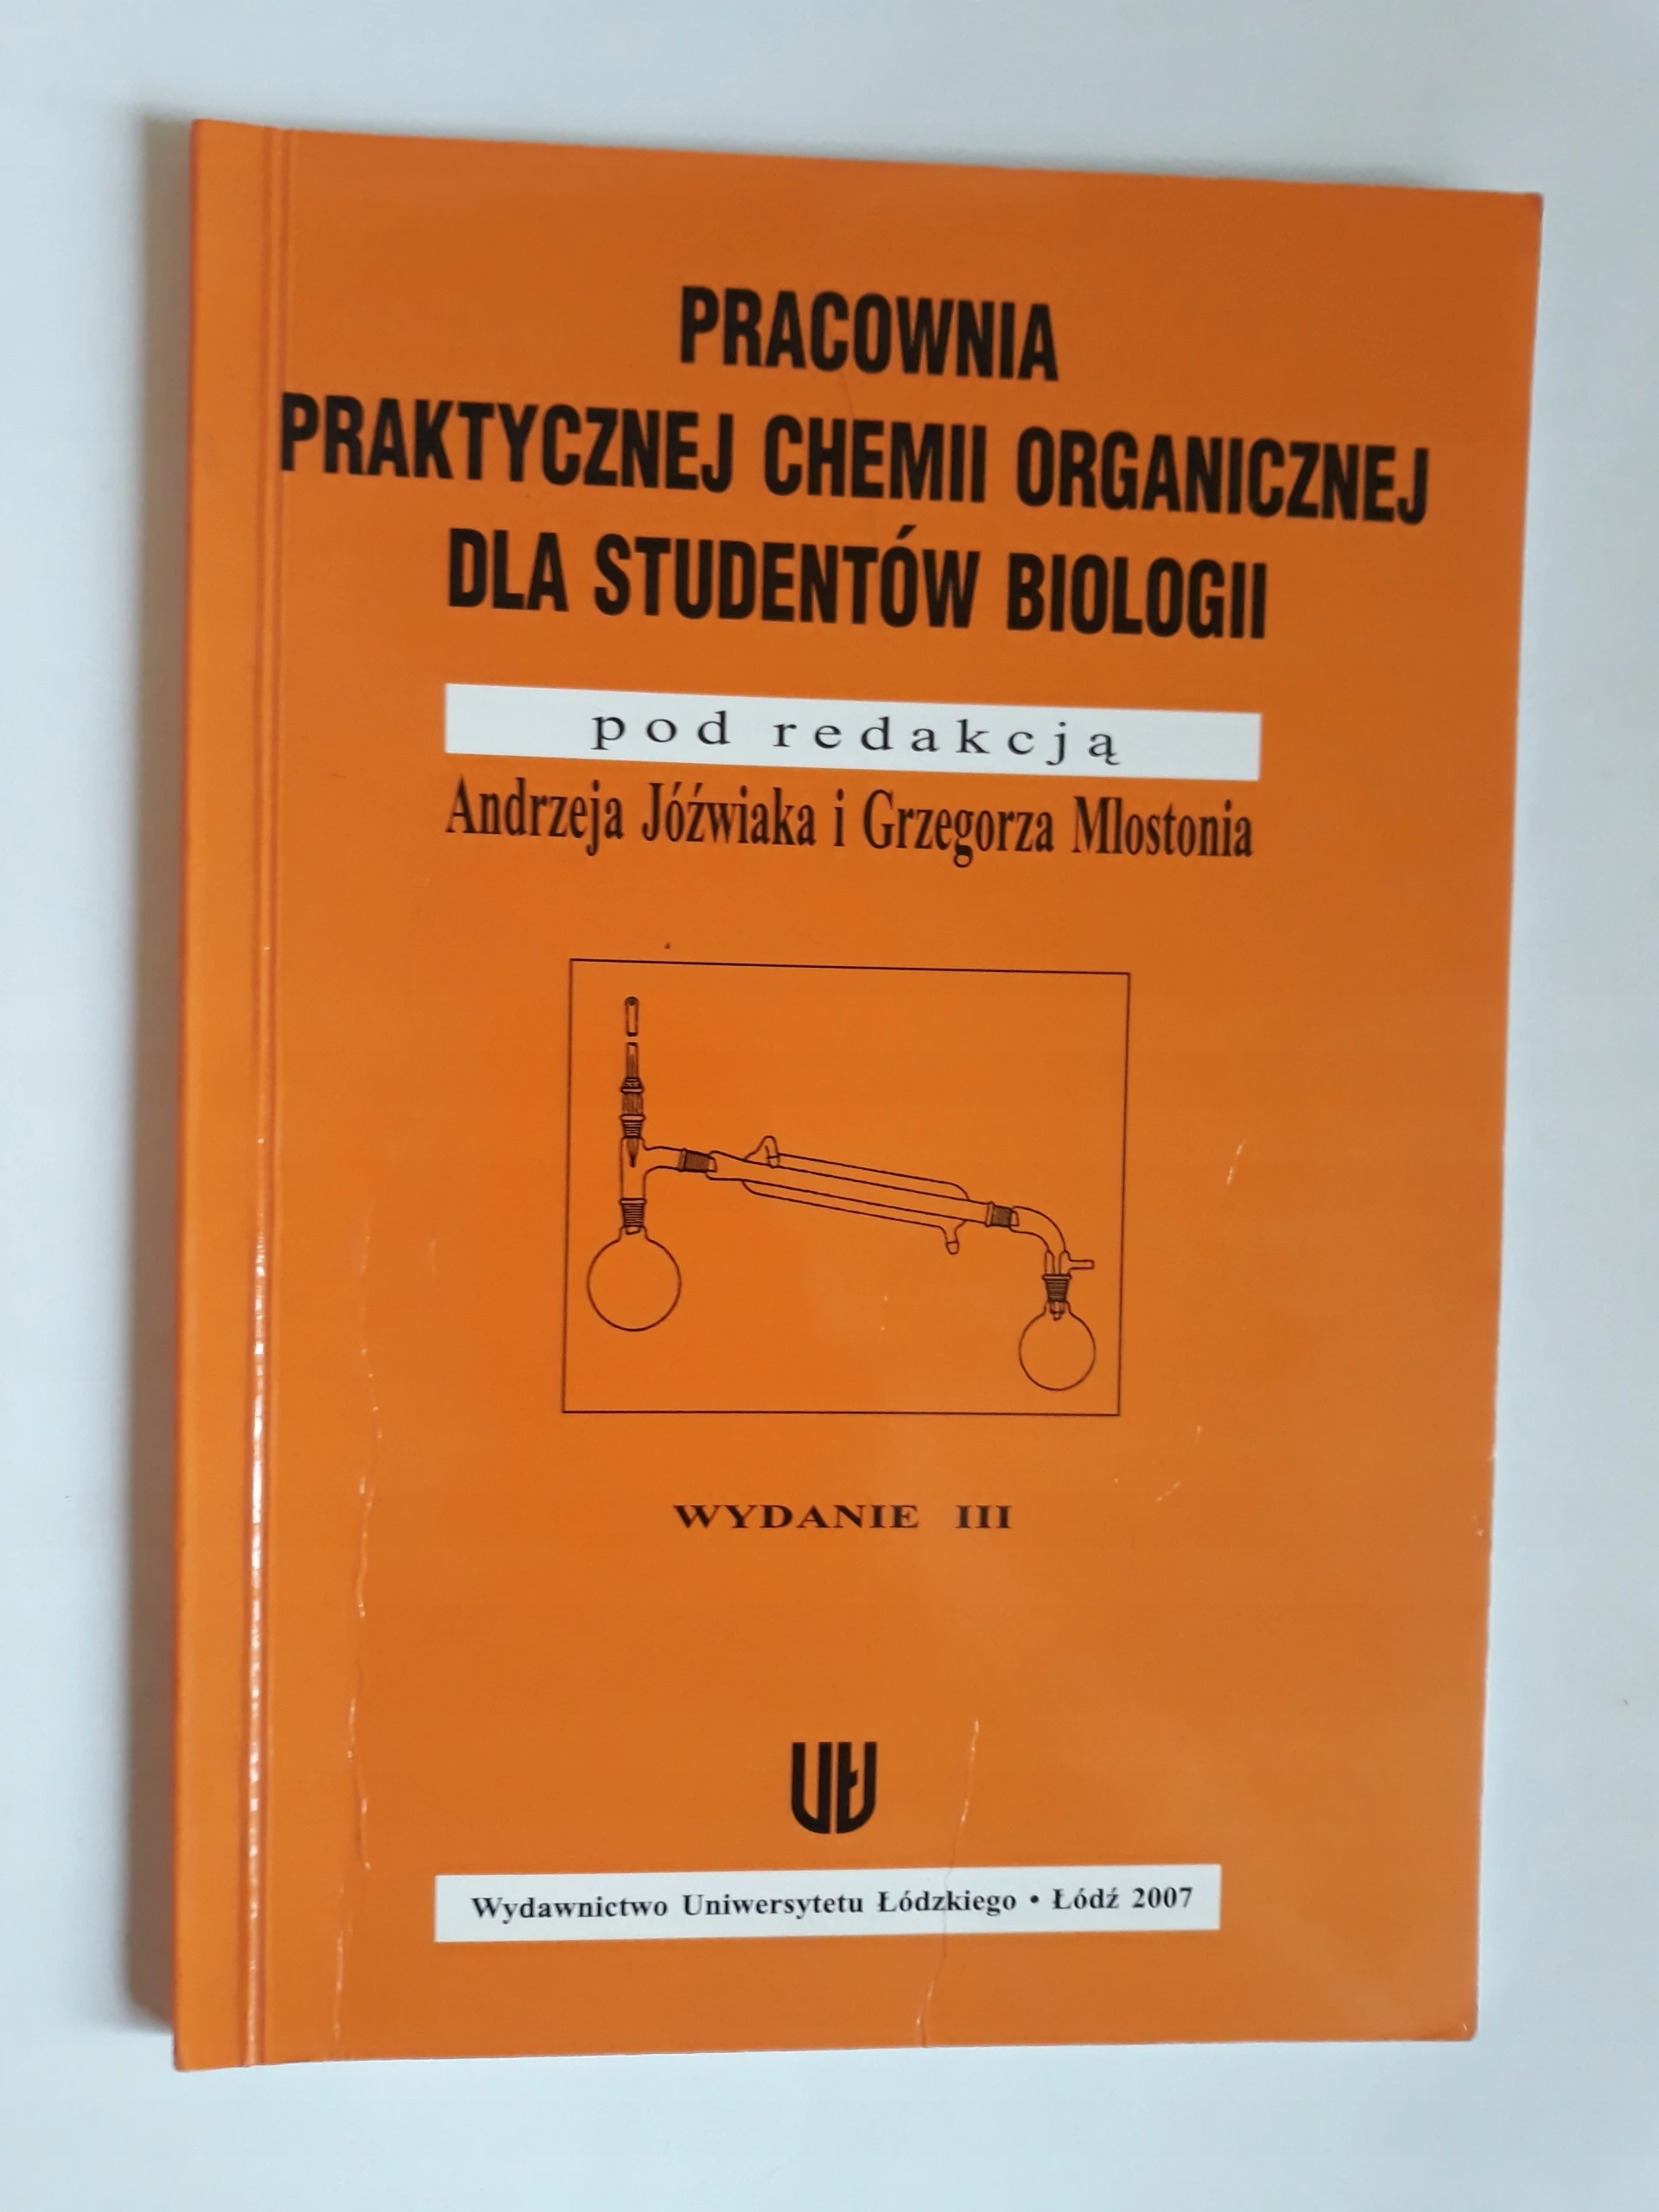 PRACOWNIA
PRAKTYCZNEJ CHEMII ORGANICZNEJ
DLA STUDENTÓW BIOLOGII
pod redakcją
Andrzeja Jóźwiaka i Grzegorza Mlostonia
WYDANIE III
UŁ
Wydawnictwo Uniwersytetu Łódzkiego • Łódź 2007